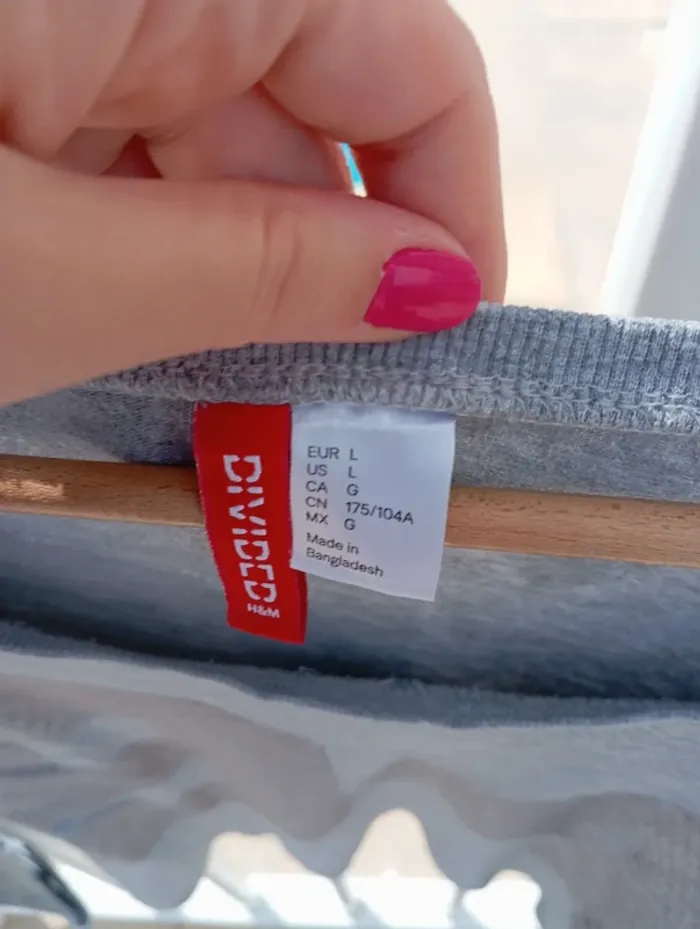 DIVIDED
H&M
EUR L
US L
CA G
CN 175/104A
MX G
Made in
Bangladesh